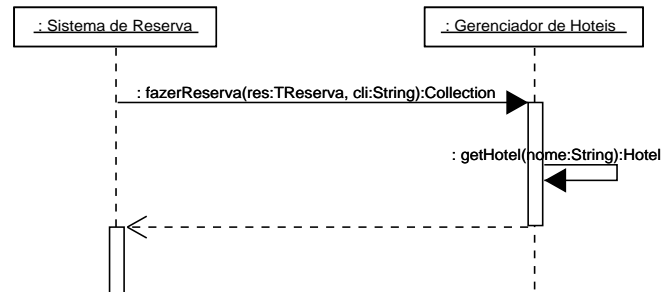 : Sistema de Reserva
: Gerenciador de Hoteis
: fazerReserva(res:TReserva, cli:String):Collection
: getHotel(nome:String):Hotel